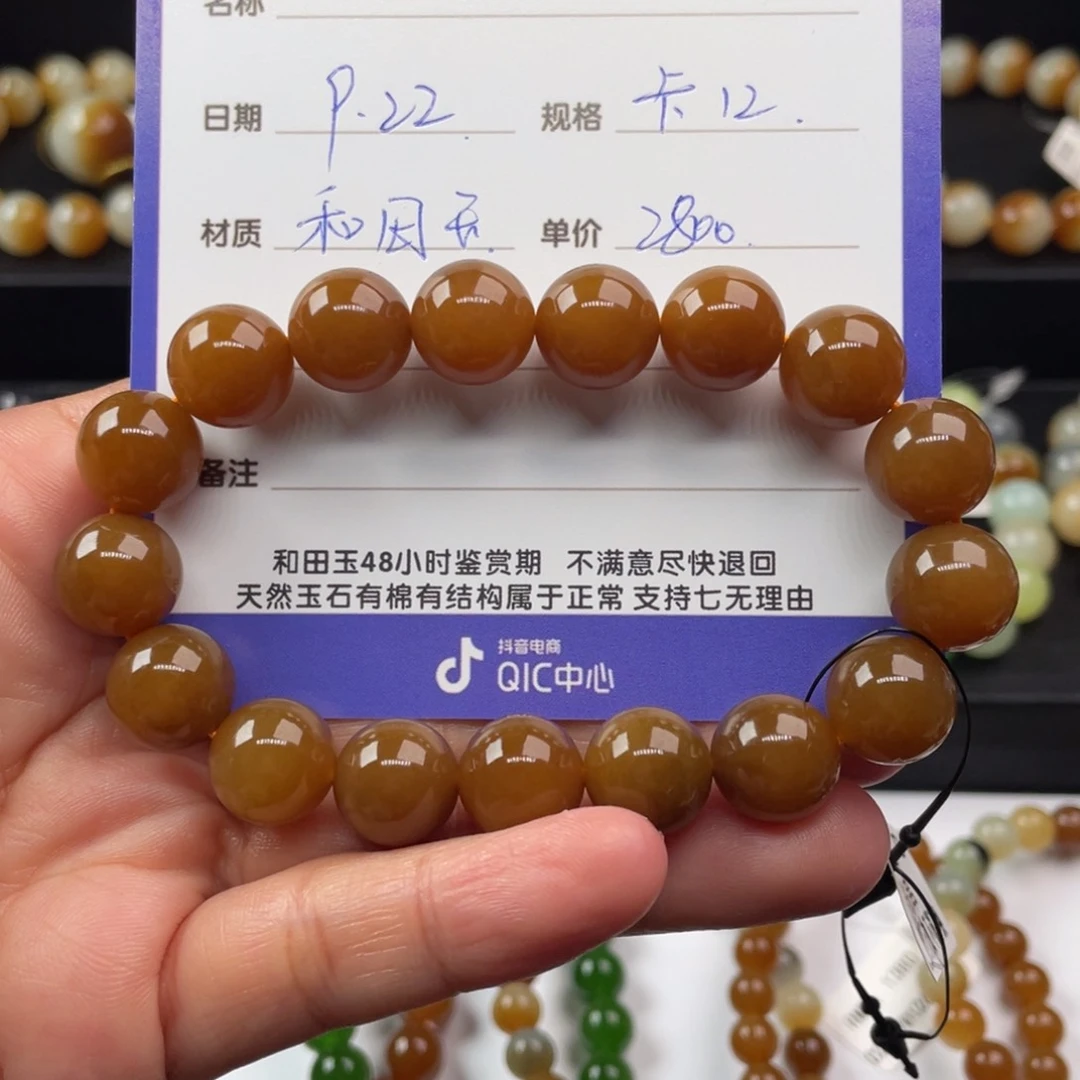 名称
日期 9.22. 规格 卡12.
材质 和田玉. 单价 2800.
备注
和田玉48小时鉴赏期 不满意尽快退回
天然玉石有棉有结构属于正常 支持七无理由
抖音电商
QIC中心